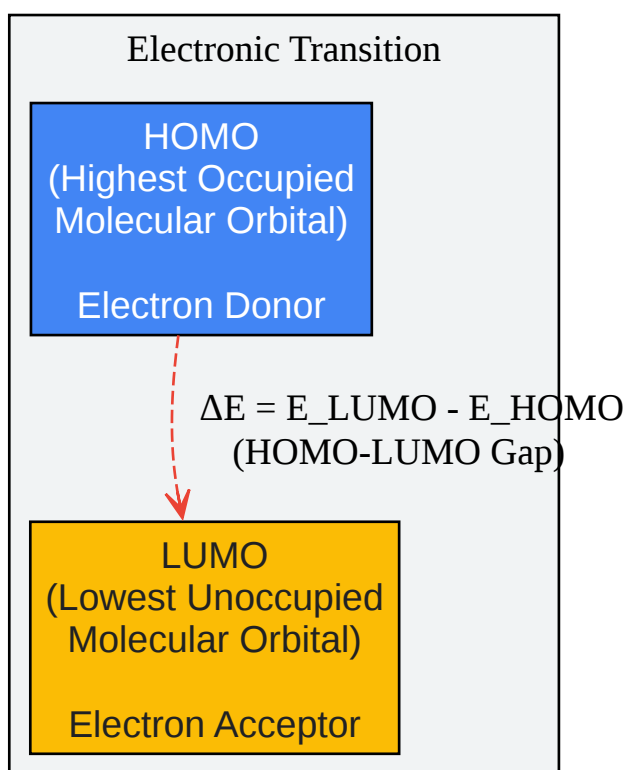 Electronic Transition
HOMO
(Highest Occupied
Molecular Orbital)
Electron Donor
ΔE = E_LUMO - E_HOMO
(HOMO-LUMO Gap)
LUMO
(Lowest Unoccupied
Molecular Orbital)
Electron Acceptor